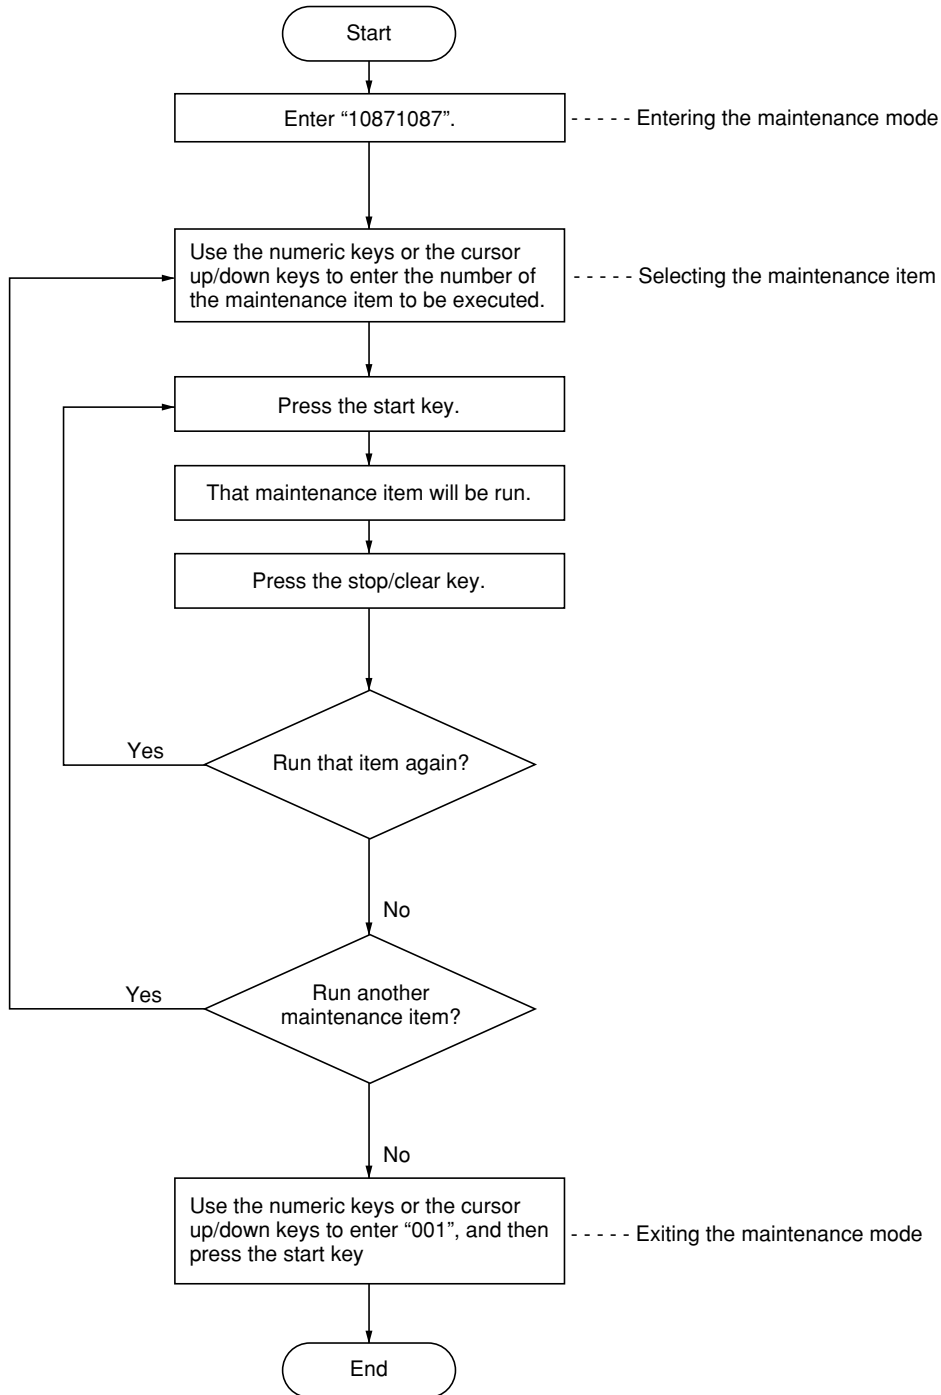 Start
Enter “10871087”.
- - - - - Entering the maintenance mode
Use the numeric keys or the cursor
up/down keys to enter the number of
the maintenance item to be executed.
- - - - - Selecting the maintenance item
Press the start key.
That maintenance item will be run.
Press the stop/clear key.
Yes
Run that item again?
No
Yes
Run another
maintenance item?
No
Use the numeric keys or the cursor
up/down keys to enter “001”, and then
press the start key
- - - - - Exiting the maintenance mode
End